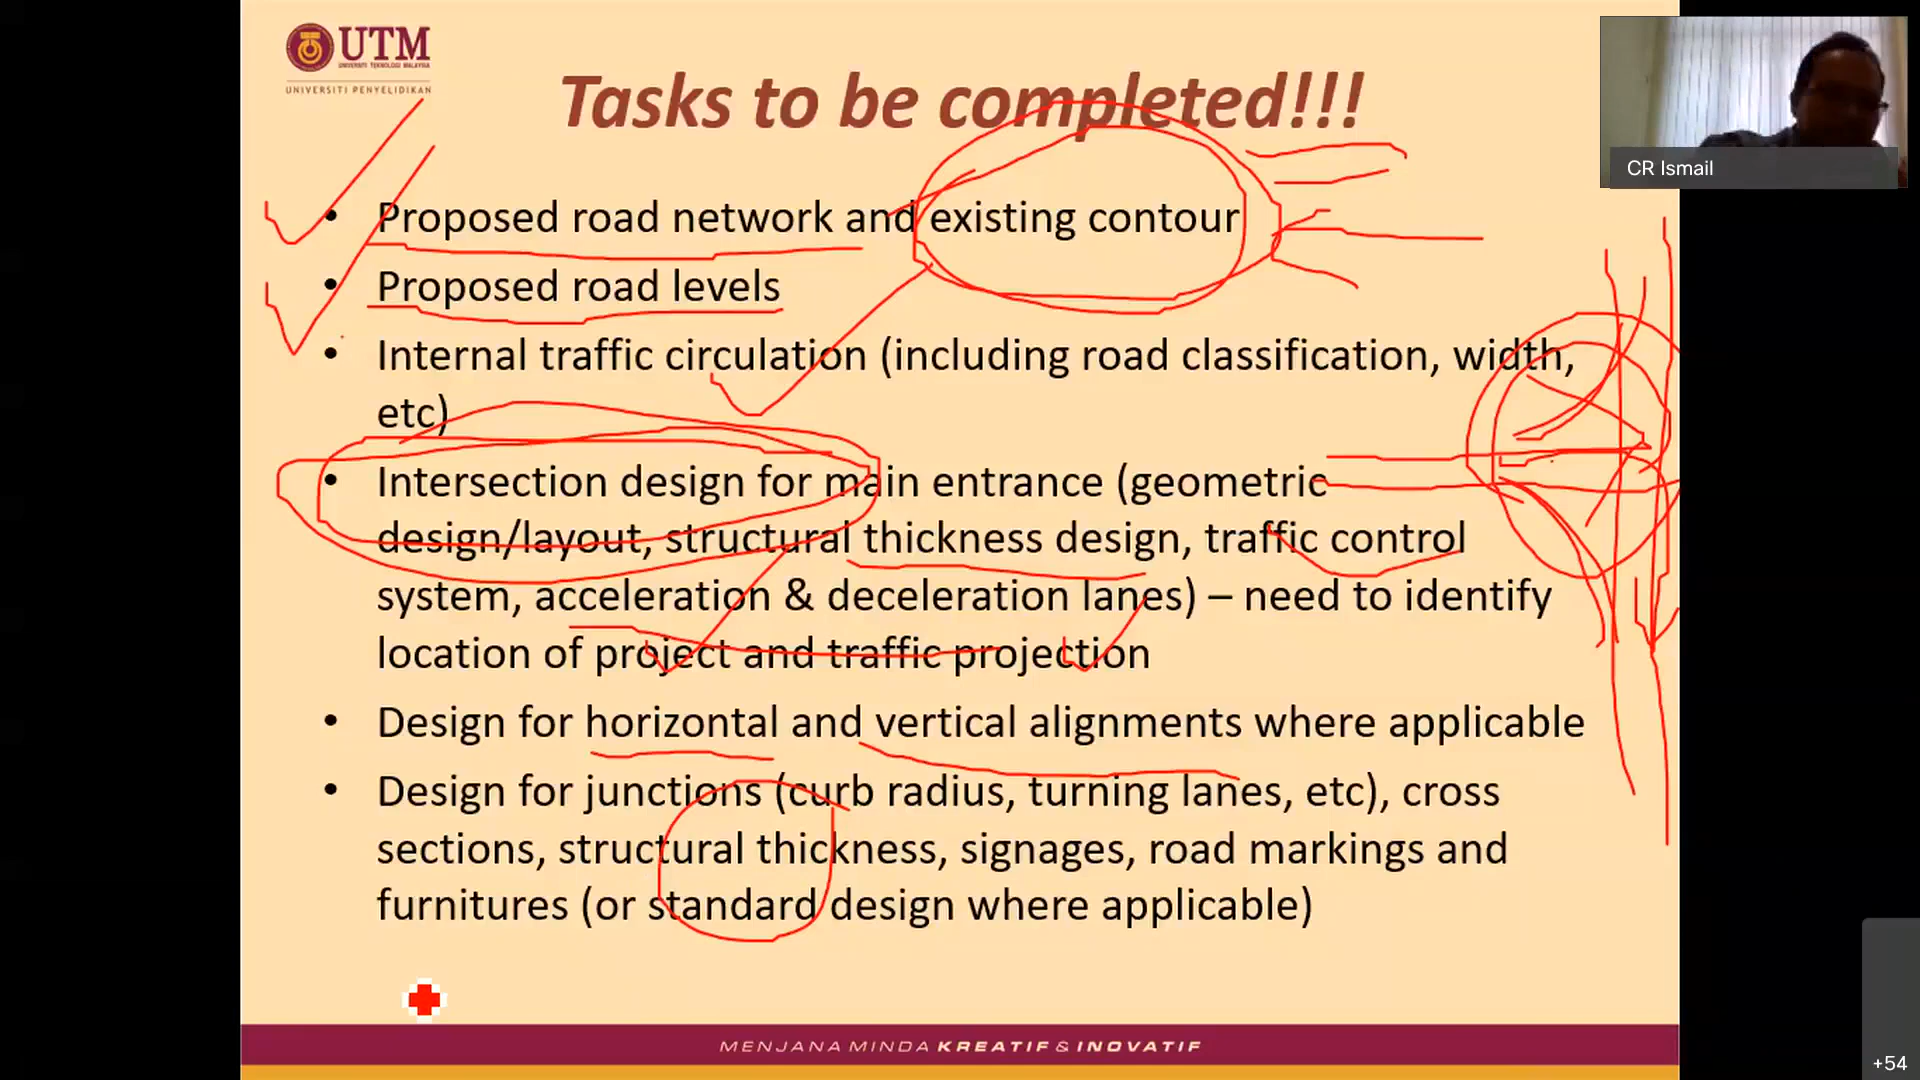 UTM
UNIVERSITI TEKNOLOGI MALAYSIA
UNIVERSITI PENYELIDIKAN
Tasks to be completed!!!
CR Ismail
• Proposed road network and existing contour
• Proposed road levels
• Internal traffic circulation (including road classification, width,
etc)
• Intersection design for main entrance (geometric
design/layout, structural thickness design, traffic control
system, acceleration & deceleration lanes) – need to identify
location of project and traffic projection
• Design for horizontal and vertical alignments where applicable
• Design for junctions (curb radius, turning lanes, etc), cross
sections, structural thickness, signages, road markings and
furnitures (or standard design where applicable)
MENJANA MINDA KREATIF & INOVATIF
+54